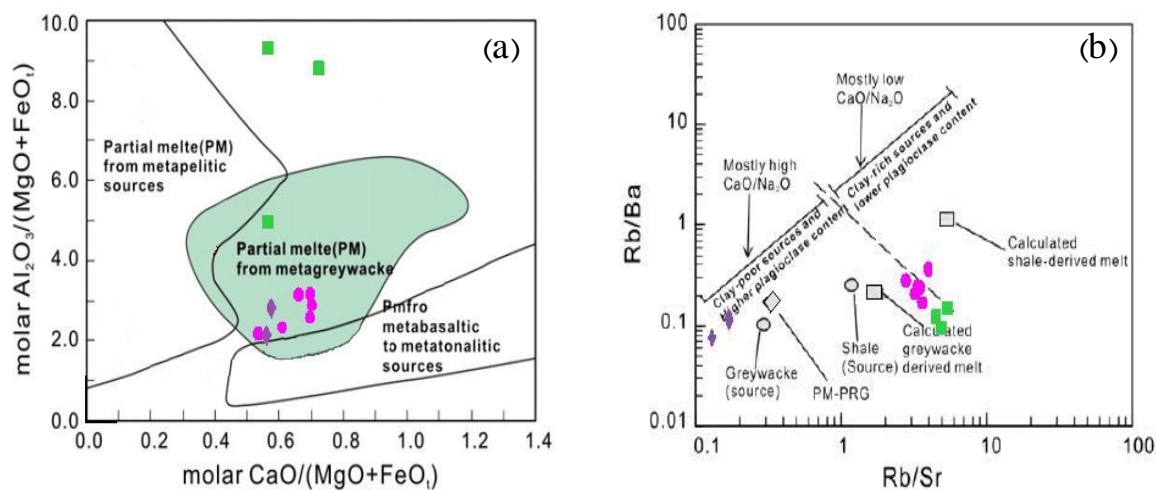 (a)
molar Al₂O₃/(MgO+FeOₜ)
10.0
8.0
6.0
4.0
2.0
0.0
Partial melte(PM)
from metapelitic
sources
Partial melte(PM)
from metagreywacke
Pmfro
metabasaltic
to metatonalitic
sources
0.0 0.2 0.4 0.6 0.8 1.0 1.2 1.4
molar CaO/(MgO+FeOₜ)
(b)
Rb/Ba
100
10
1
0.1
0.01
Mostly low
CaO/Na₂O
Clay-rich sources and
lower plagioclase content
Mostly high
CaO/Na₂O
Clay-poor sources and
Higher plagioclase content
Calculated
shale-derived melt
Calculated
greywacke
derived melt
Shale
(Source)
Greywacke
(source)
PM-PRG
0.1 1 10 100
Rb/Sr